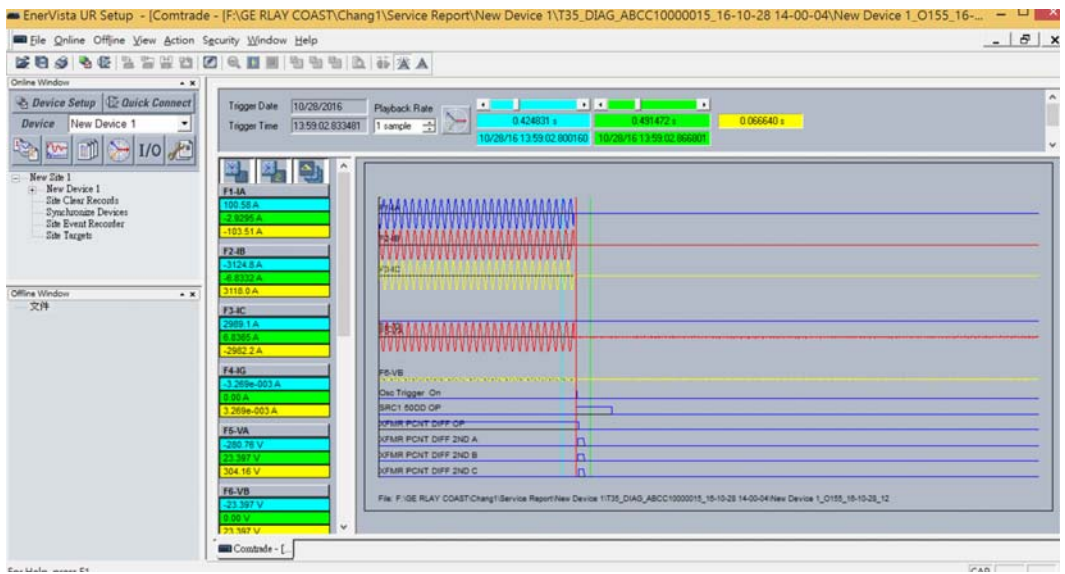 EnerVista UR Setup - [Comtrade - [F:\GE RLAY COAST\Chang1\Service Report\New Device 1\T35_DIAG_ABCC10000015_16-10-28 14-00-04\New Device 1_O155_16-...
File Online Offline View Action Security Window Help
Online Window
Device Setup Quick Connect
Device New Device 1
I/O
New Site 1
New Device 1
Site Clear Records
Synchronize Devices
Site Event Recorder
Site Targets
Offline Window
文件
Trigger Date 10/28/2016 Playback Rate
Trigger Time 13:59:02.833481 1 sample
0.424831 s 0.491472 s 0.066640 s
10/28/16 13:59:02.800160 10/28/16 13:59:02.866801
F1-IA
100.58 A
-2.9295 A
-103.51 A
F2-IB
-3124.8 A
-6.8332 A
3118.0 A
F3-IC
2989.1 A
6.8365 A
-2982.2 A
F4-IG
-3.269e-003 A
0.00 A
3.269e-003 A
F5-VA
-280.76 V
23.397 V
304.16 V
F6-VB
-23.397 V
0.00 V
23.397 V
F2-IB
F3-IC
F6-VB
Osc Trigger On
SRC1 50DD OP
XFMR PCNT DIFF OP
XFMR PCNT DIFF 2ND A
XFMR PCNT DIFF 2ND B
XFMR PCNT DIFF 2ND C
File: F:\GE RLAY COAST\Chang1\Service Report\New Device 1\T35_DIAG_ABCC10000015_16-10-28 14-00-04\New Device 1_O155_16-10-28_12
Comtrade - [...
For Help, press F1
CAP